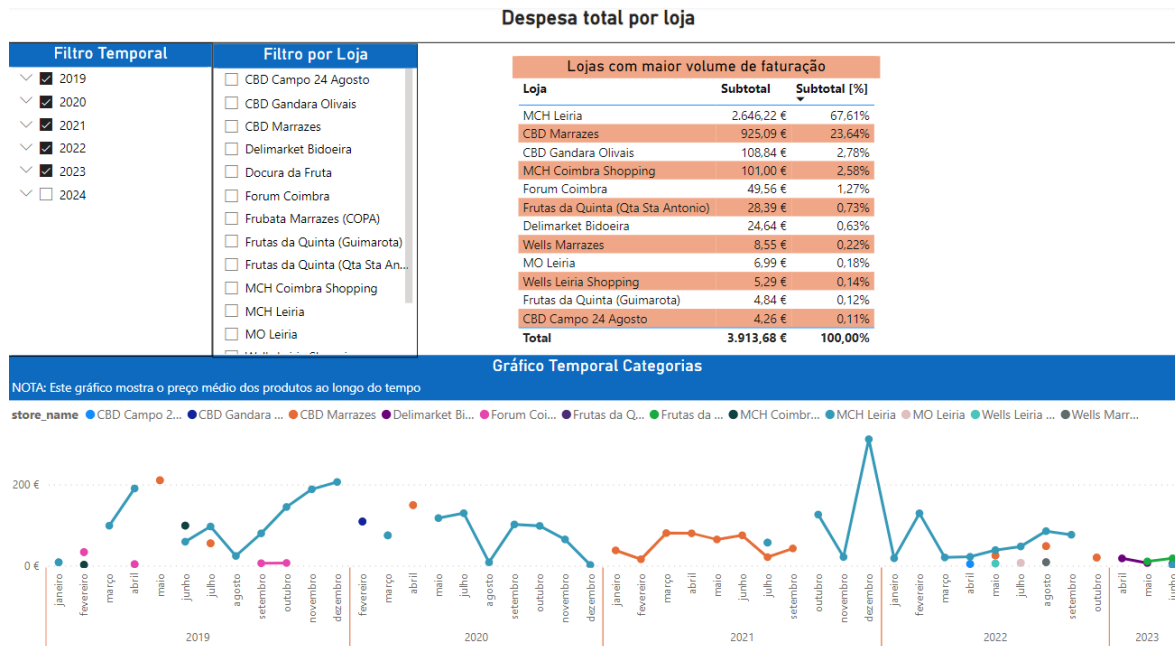 Despesa total por loja
Filtro Temporal
2019
2020
2021
2022
2023
2024
Filtro por Loja
CBD Campo 24 Agosto
CBD Gandara Olivais
CBD Marrazes
Delimarket Bidoeira
Docura da Fruta
Forum Coimbra
Frubata Marrazes (COPA)
Frutas da Quinta (Guimarota)
Frutas da Quinta (Qta Sta An...
MCH Coimbra Shopping
MCH Leiria
MO Leiria
Lojas com maior volume de faturação
Loja Subtotal Subtotal [%]
MCH Leiria 2.646,22 € 67,61%
CBD Marrazes 925,09 € 23,64%
CBD Gandara Olivais 108,84 € 2,78%
MCH Coimbra Shopping 101,00 € 2,58%
Forum Coimbra 49,56 € 1,27%
Frutas da Quinta (Qta Sta Antonio) 28,39 € 0,73%
Delimarket Bidoeira 24,64 € 0,63%
Wells Marrazes 8,55 € 0,22%
MO Leiria 6,99 € 0,18%
Wells Leiria Shopping 5,29 € 0,14%
Frutas da Quinta (Guimarota) 4,84 € 0,12%
CBD Campo 24 Agosto 4,26 € 0,11%
Total 3.913,68 € 100,00%
Gráfico Temporal Categorias
NOTA: Este gráfico mostra o preço médio dos produtos ao longo do tempo
store_name CBD Campo 2... CBD Gandara ... CBD Marrazes Delimarket Bi... Forum Coi... Frutas da Q... Frutas da ... MCH Coimbr... MCH Leiria MO Leiria Wells Leiria ... Wells Marr...
200 €
0 €
janeiro fevereiro março abril maio junho julho agosto setembro outubro novembro dezembro fevereiro março abril maio junho julho agosto setembro outubro novembro dezembro janeiro fevereiro março abril maio junho julho agosto setembro outubro novembro dezembro janeiro fevereiro março abril maio junho julho agosto setembro outubro abril maio junho
2019 2020 2021 2022 2023